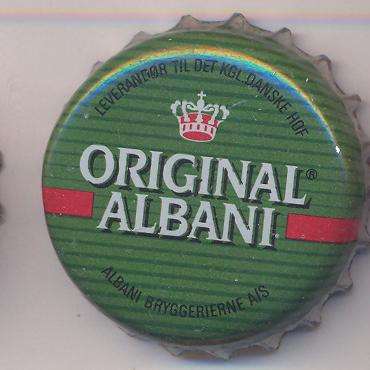 LEVERANDØR TIL DET KGL. DANSKE HOF
ORIGINAL®
ALBANI
ALBANI BRYGGERIERNE A/S